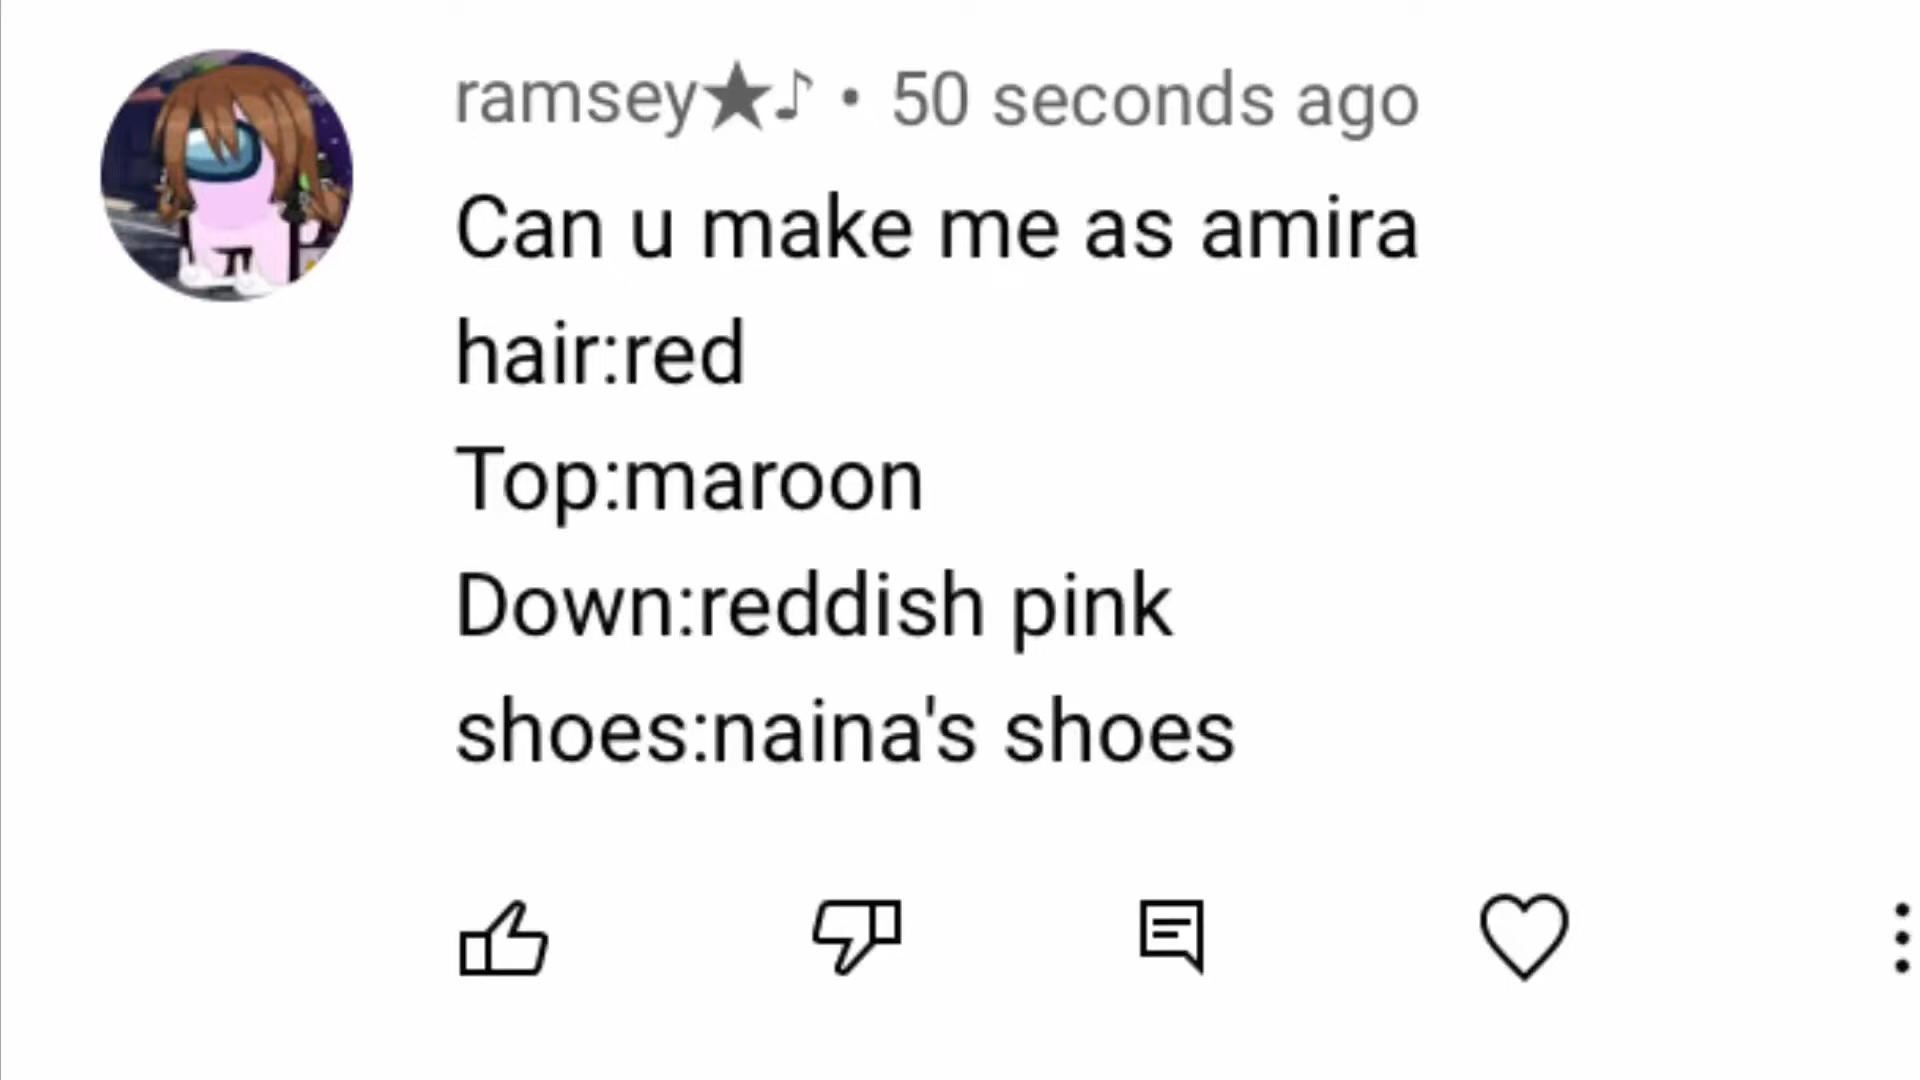 ramsey★♪ • 50 seconds ago
Can u make me as amira
hair:red
Top:maroon
Down:reddish pink
shoes:naina's shoes